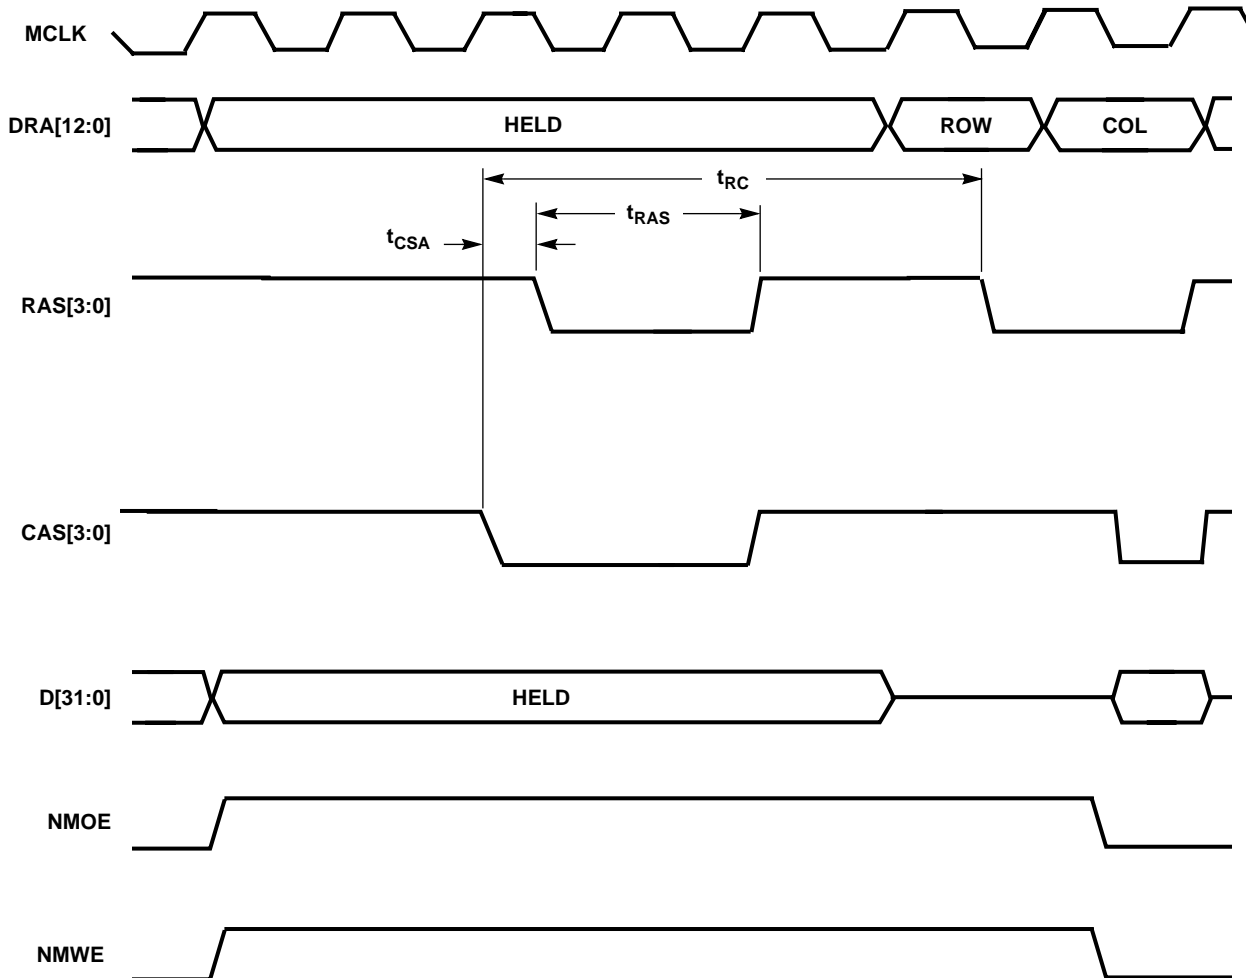 MCLK
DRA[12:0]
HELD
ROW
COL
tRC
tRAS
tCSA
RAS[3:0]
CAS[3:0]
D[31:0]
HELD
NMOE
NMWE